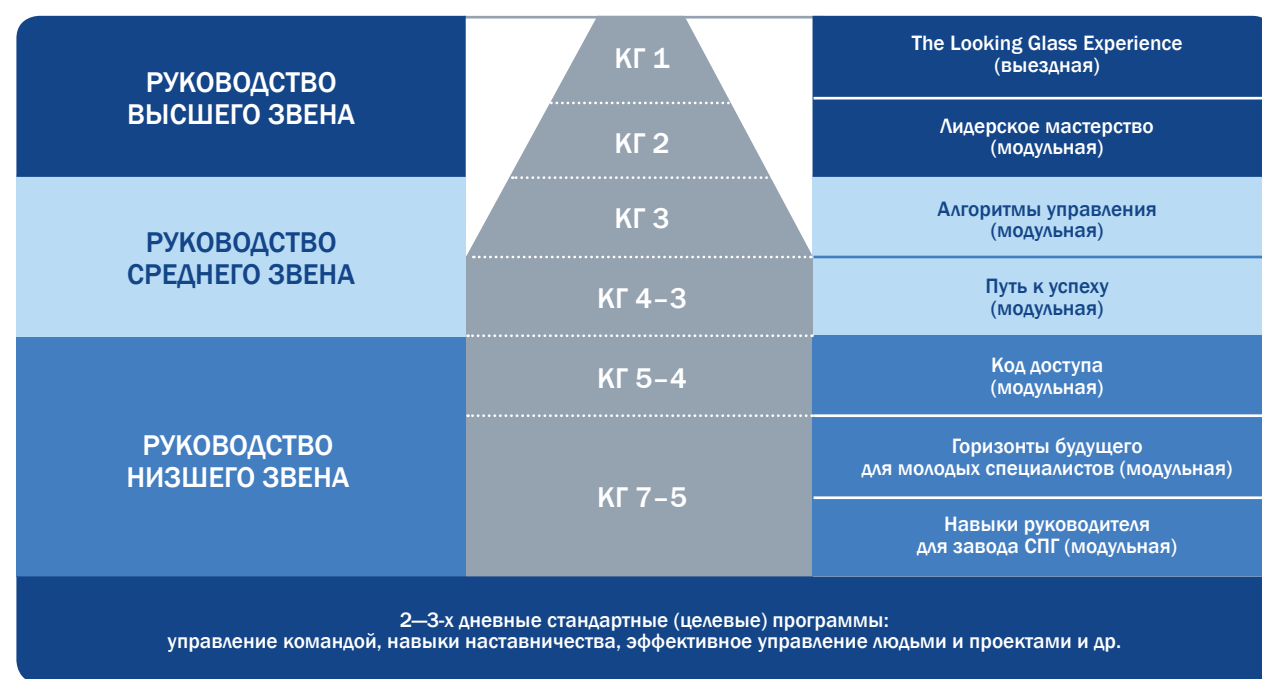 РУКОВОДСТВО
ВЫСШЕГО ЗВЕНА
КГ 1
The Looking Glass Experience
(выездная)
КГ 2
Лидерское мастерство
(модульная)
РУКОВОДСТВО
СРЕДНЕГО ЗВЕНА
КГ 3
Алгоритмы управления
(модульная)
КГ 4–3
Путь к успеху
(модульная)
РУКОВОДСТВО
НИЗШЕГО ЗВЕНА
КГ 5–4
Код доступа
(модульная)
КГ 7–5
Горизонты будущего
для молодых специалистов (модульная)
Навыки руководителя
для завода СПГ (модульная)
2—3-х дневные стандартные (целевые) программы:
управление командой, навыки наставничества, эффективное управление людьми и проектами и др.